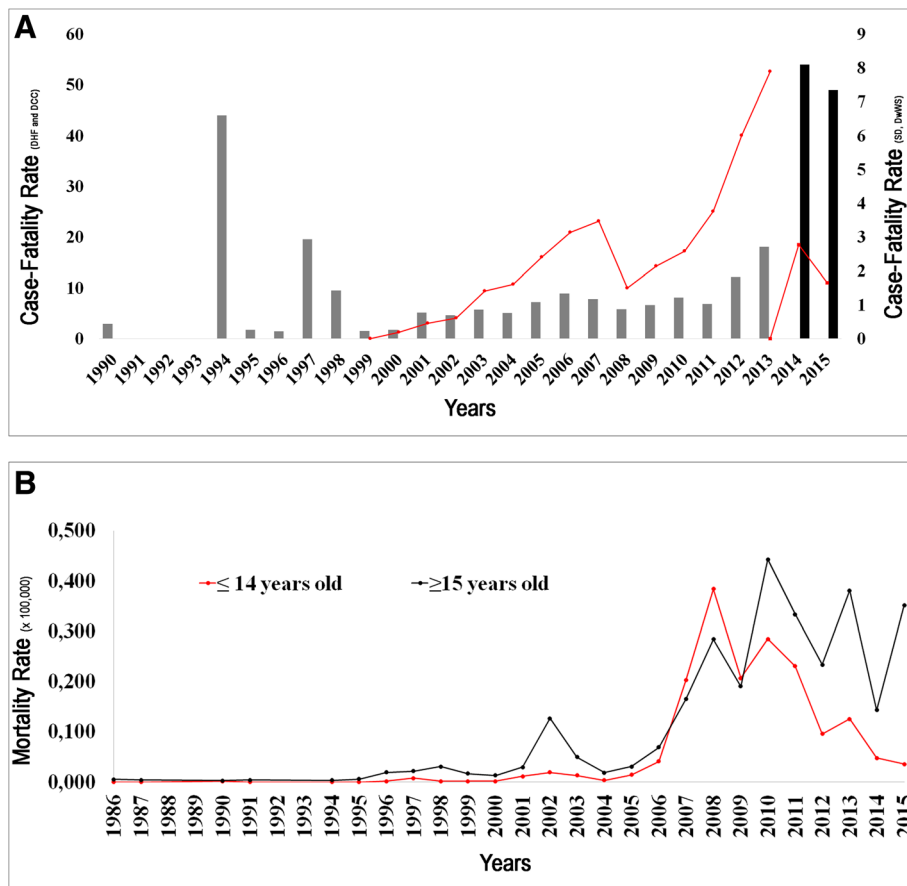 A
60
50
40
30
20
10
0
Case-Fatality Rate (DHF and DCC)
9
8
7
6
5
4
3
2
1
0
Case-Fatality Rate (SD, DwWS)
1990 1991 1992 1993 1994 1995 1996 1997 1998 1999 2000 2001 2002 2003 2004 2005 2006 2007 2008 2009 2010 2011 2012 2013 2014 2015
Years
B
0,500
0,400
0,300
0,200
0,100
0,000
Mortality Rate (x 100,000)
≤ 14 years old ≥15 years old
1986 1987 1988 1989 1990 1991 1992 1993 1994 1995 1996 1997 1998 1999 2000 2001 2002 2003 2004 2005 2006 2007 2008 2009 2010 2011 2012 2013 2014 2015
Years